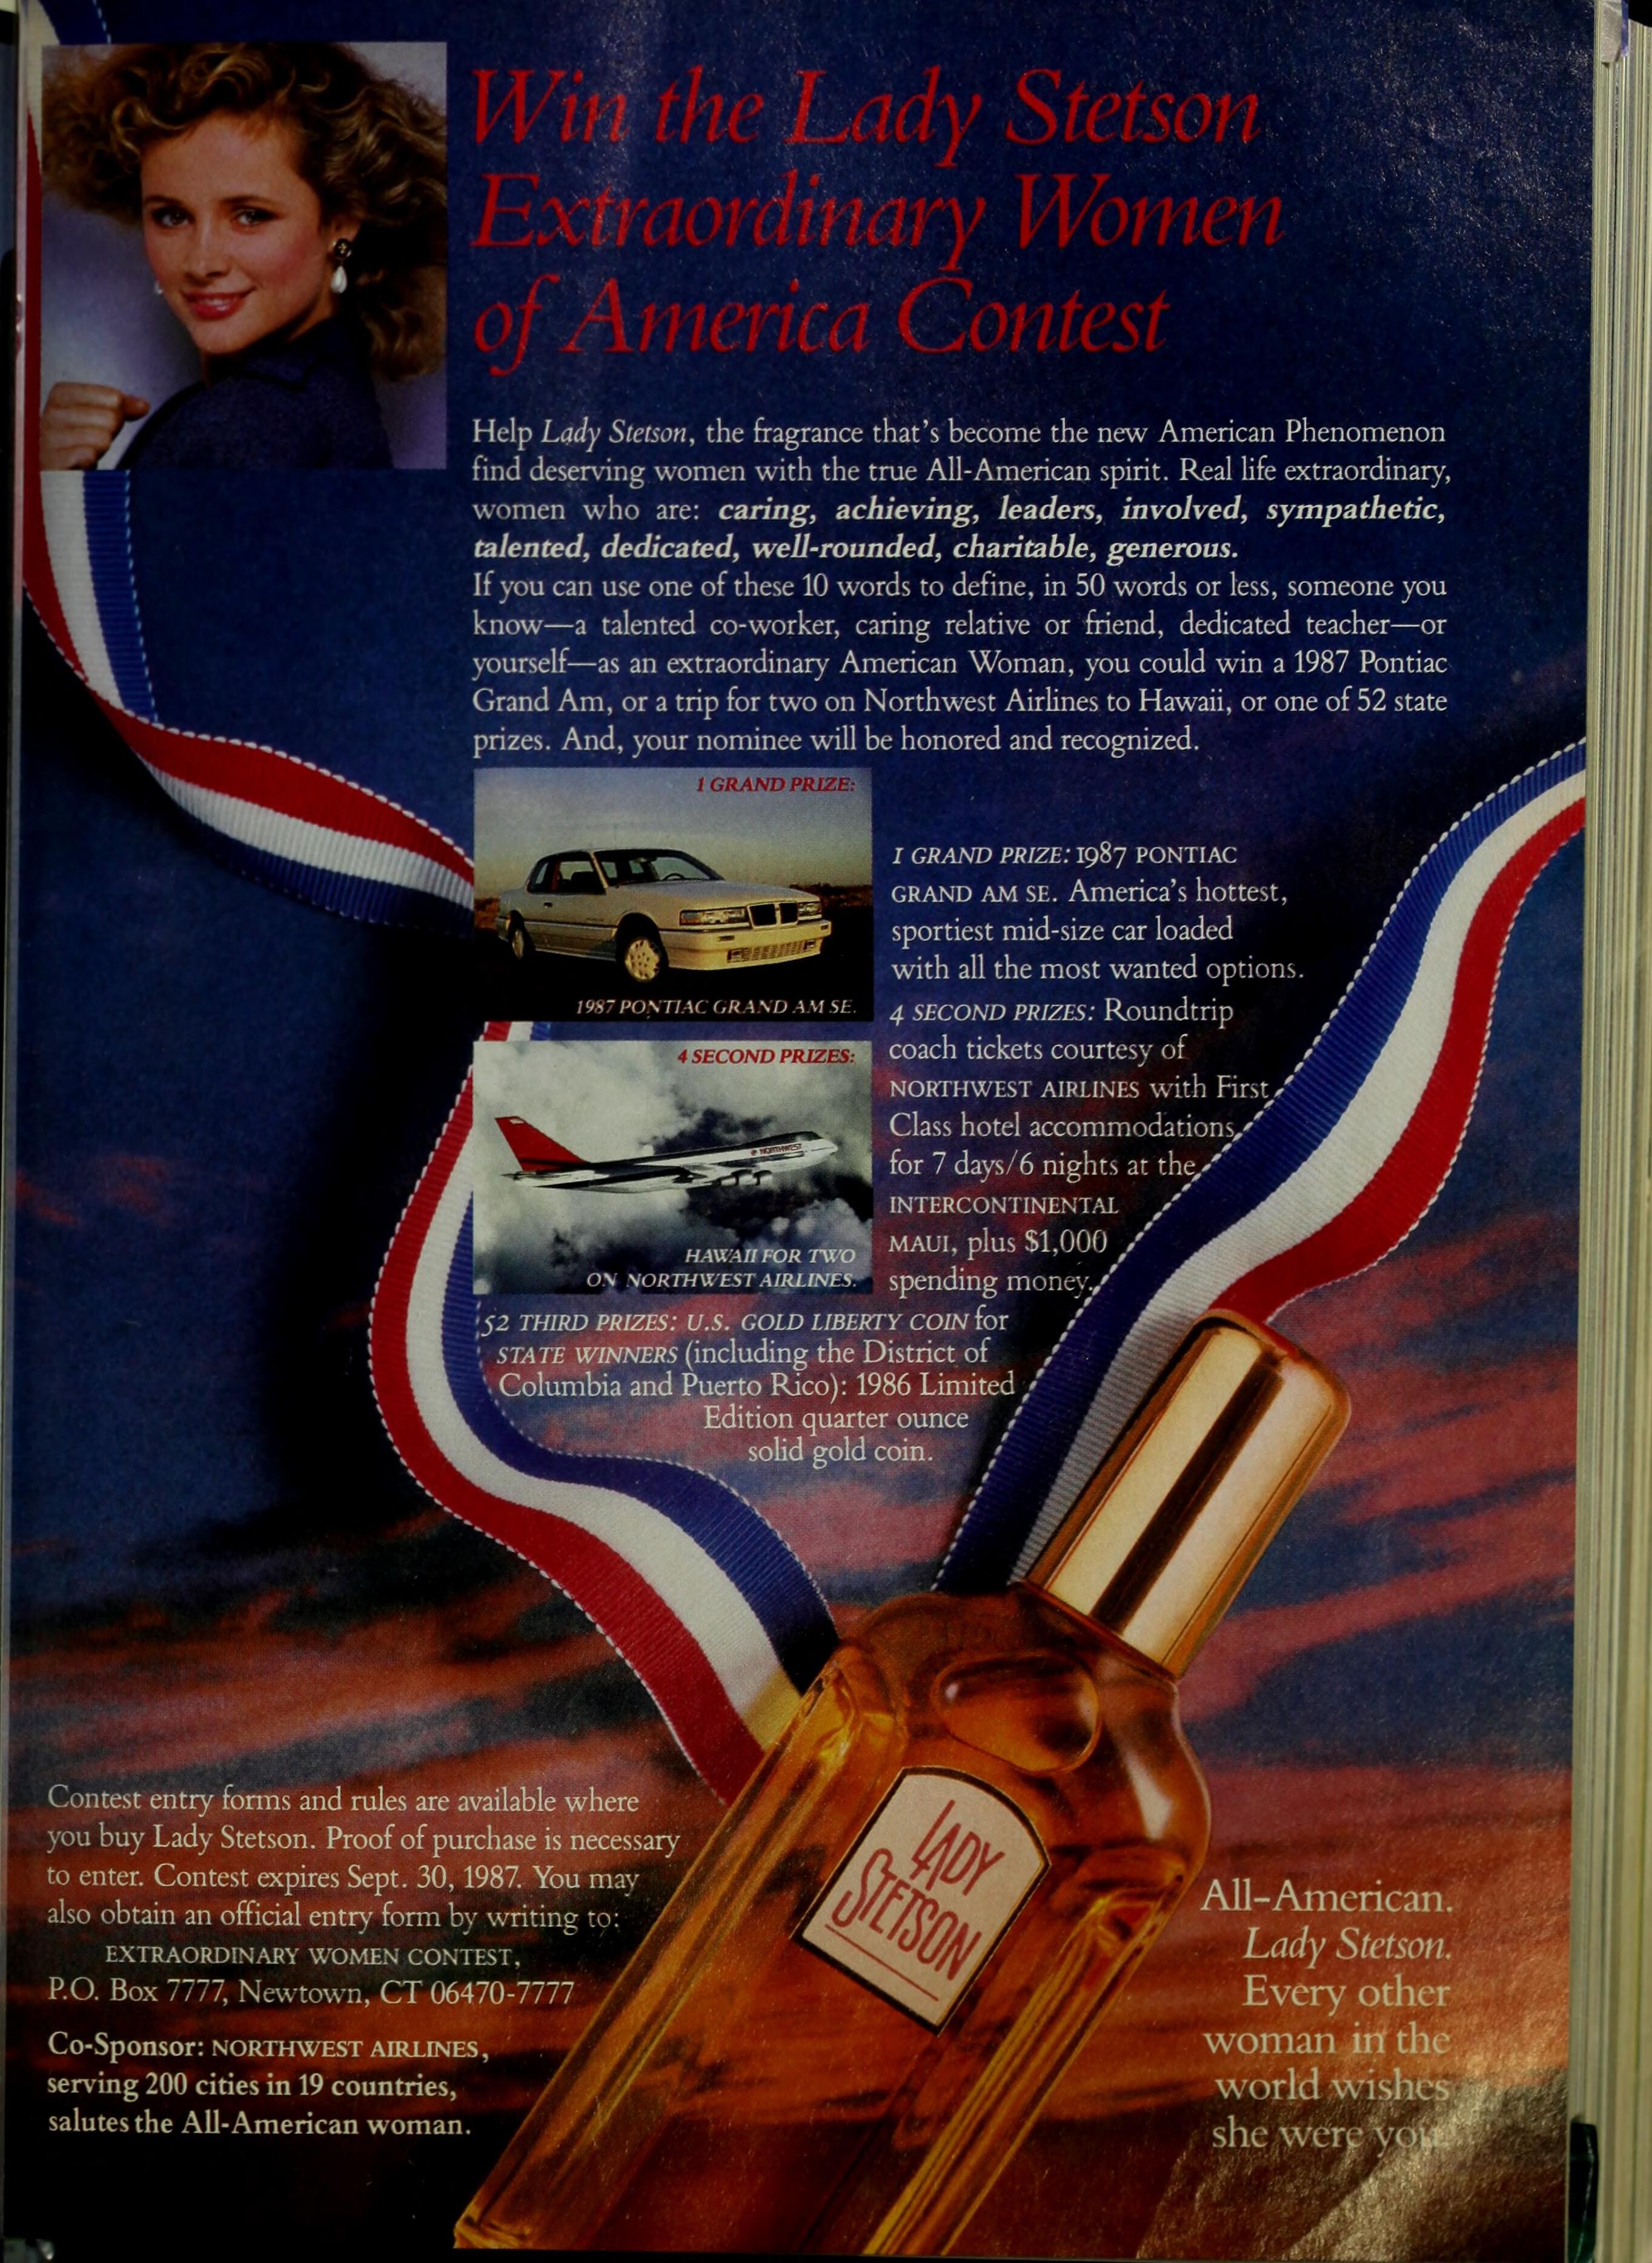 Win the Lady Stetson
Extraordinary Women
of America Contest
Help Lady Stetson, the fragrance that's become the new American Phenomenon
find deserving women with the true All-American spirit. Real life extraordinary,
women who are: caring, achieving, leaders, involved, sympathetic,
talented, dedicated, well-rounded, charitable, generous.
If you can use one of these 10 words to define, in 50 words or less, someone you
know—a talented co-worker, caring relative or friend, dedicated teacher—or
yourself—as an extraordinary American Woman, you could win a 1987 Pontiac
Grand Am, or a trip for two on Northwest Airlines to Hawaii, or one of 52 state
prizes. And, your nominee will be honored and recognized.
1 GRAND PRIZE:
1987 PONTIAC GRAND AM SE.
1 GRAND PRIZE: 1987 PONTIAC
GRAND AM SE. America's hottest,
sportiest mid-size car loaded
with all the most wanted options.
4 SECOND PRIZES:
NORTHWEST
HAWAII FOR TWO
ON NORTHWEST AIRLINES.
4 SECOND PRIZES: Roundtrip
coach tickets courtesy of
NORTHWEST AIRLINES with First
Class hotel accommodations
for 7 days/6 nights at the
INTERCONTINENTAL
MAUI, plus $1,000
spending money.
52 THIRD PRIZES: U.S. GOLD LIBERTY COIN for
STATE WINNERS (including the District of
Columbia and Puerto Rico): 1986 Limited
Edition quarter ounce
solid gold coin.
LADY
STETSON
Contest entry forms and rules are available where
you buy Lady Stetson. Proof of purchase is necessary
to enter. Contest expires Sept. 30, 1987. You may
also obtain an official entry form by writing to:
EXTRAORDINARY WOMEN CONTEST,
P.O. Box 7777, Newtown, CT 06470-7777
Co-Sponsor: NORTHWEST AIRLINES,
serving 200 cities in 19 countries,
salutes the All-American woman.
All-American.
Lady Stetson.
Every other
woman in the
world wishes
she were you.